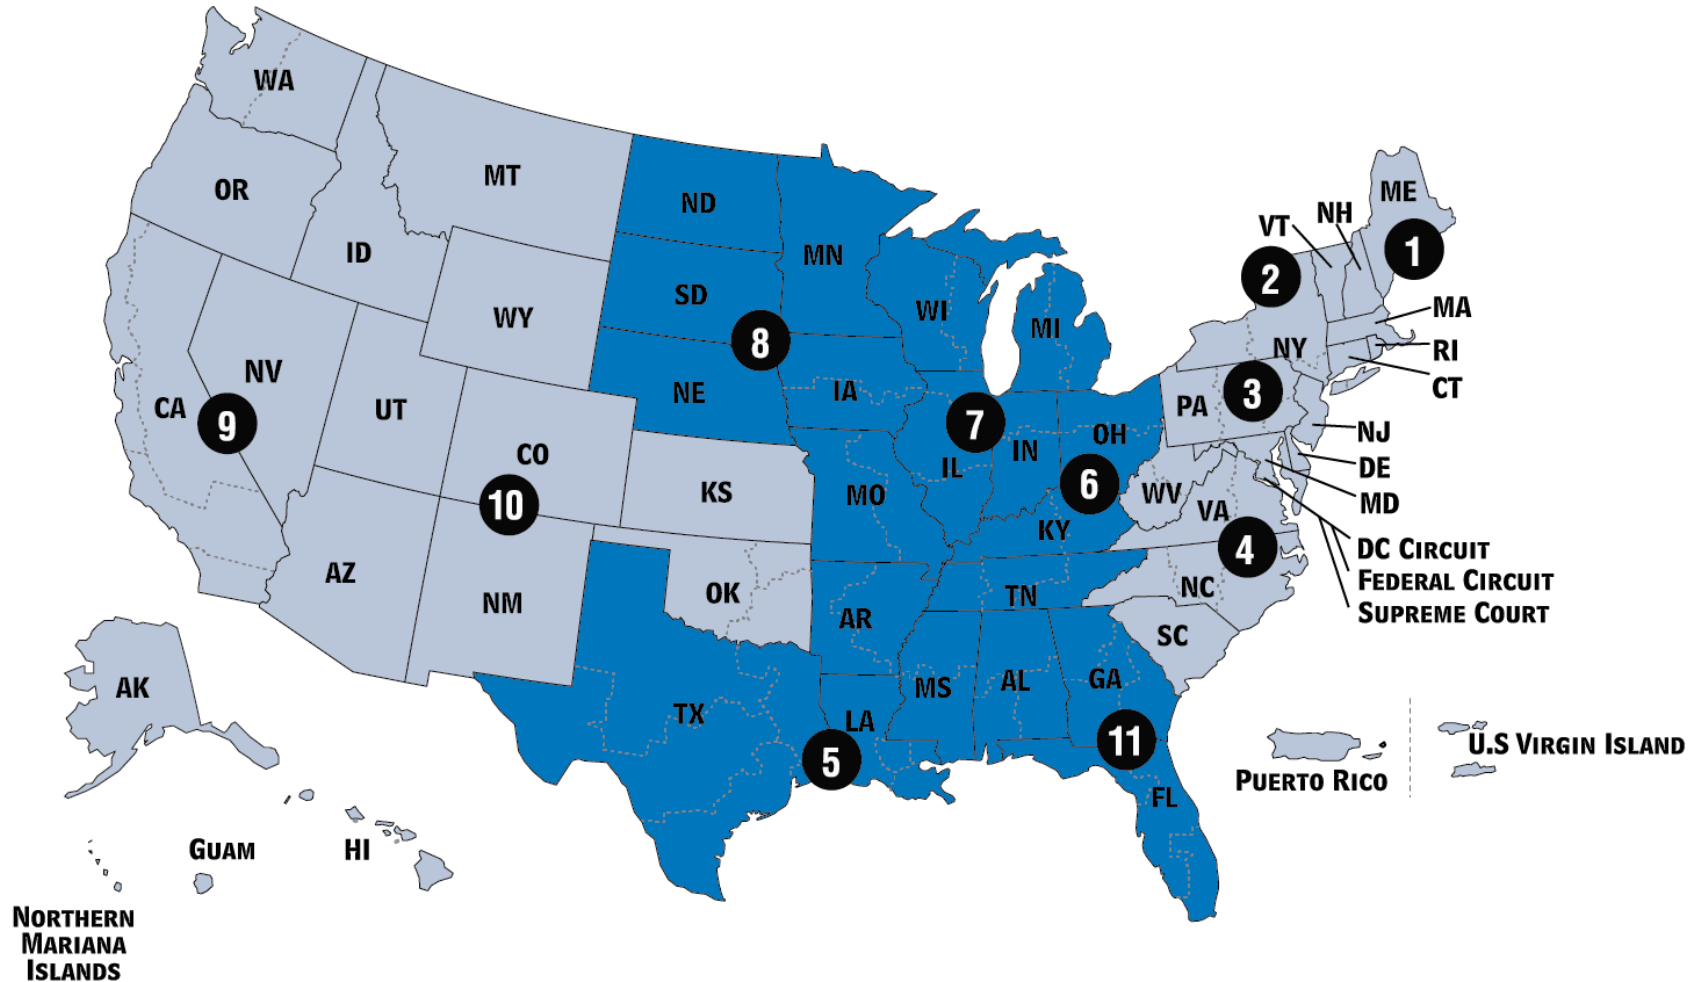 WA
OR
MT
ID
WY
NV
CA
9
UT
CO
10
AZ
NM
ND
SD
8
NE
KS
OK
TX
MN
IA
MO
AR
LA
5
WI
MI
7
IL
IN
OH
6
KY
TN
MS
AL
GA
11
FL
ME
1
NH
VT
2
NY
3
PA
MA
RI
CT
NJ
DE
MD
WV
VA
4
NC
SC
DC CIRCUIT
FEDERAL CIRCUIT
SUPREME COURT
AK
HI
GUAM
NORTHERN
MARIANA
ISLANDS
PUERTO RICO
U.S VIRGIN ISLAND